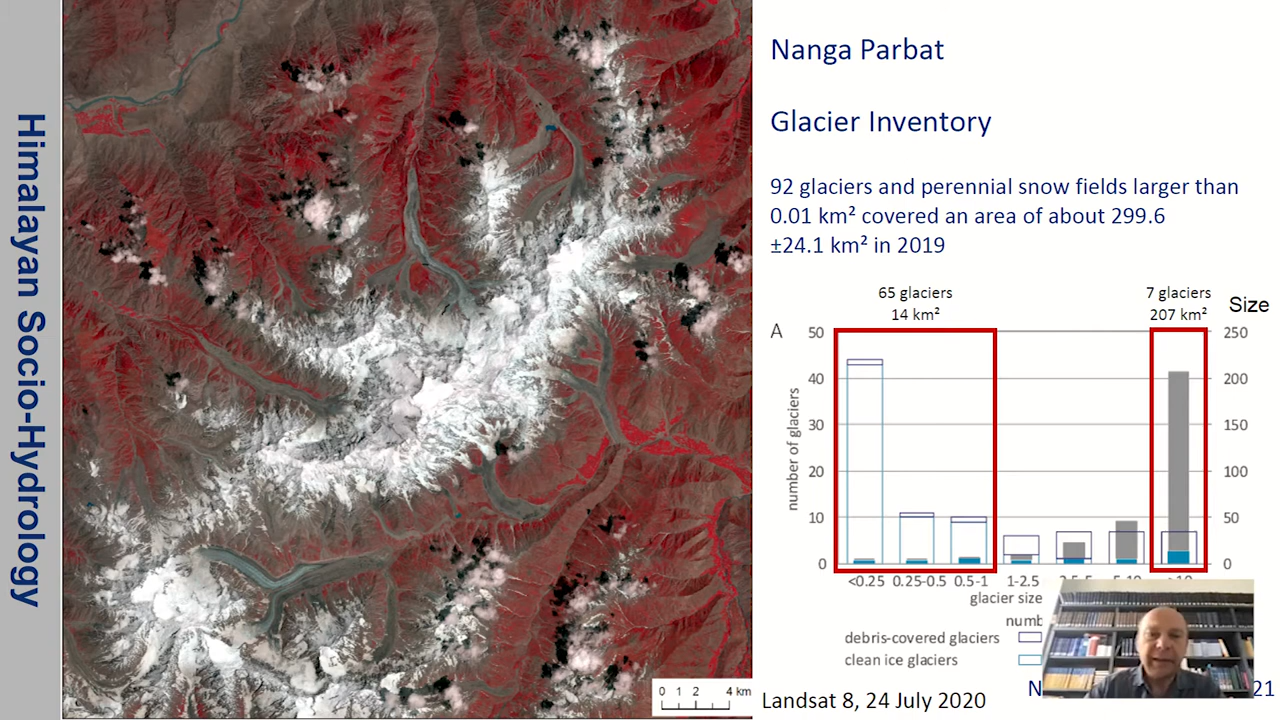 Himalayan Socio-Hydrology
Nanga Parbat
Glacier Inventory
92 glaciers and perennial snow fields larger than
0.01 km² covered an area of about 299.6
±24.1 km² in 2019
65 glaciers
14 km²
7 glaciers
207 km²
Size
A
number of glaciers
50
40
30
20
10
0
250
200
150
100
50
0
<0.25 0.25-0.5 0.5-1 1-2.5
glacier size
numb
debris-covered glaciers
clean ice glaciers
0 1 2 4 km
Landsat 8, 24 July 2020
N
21